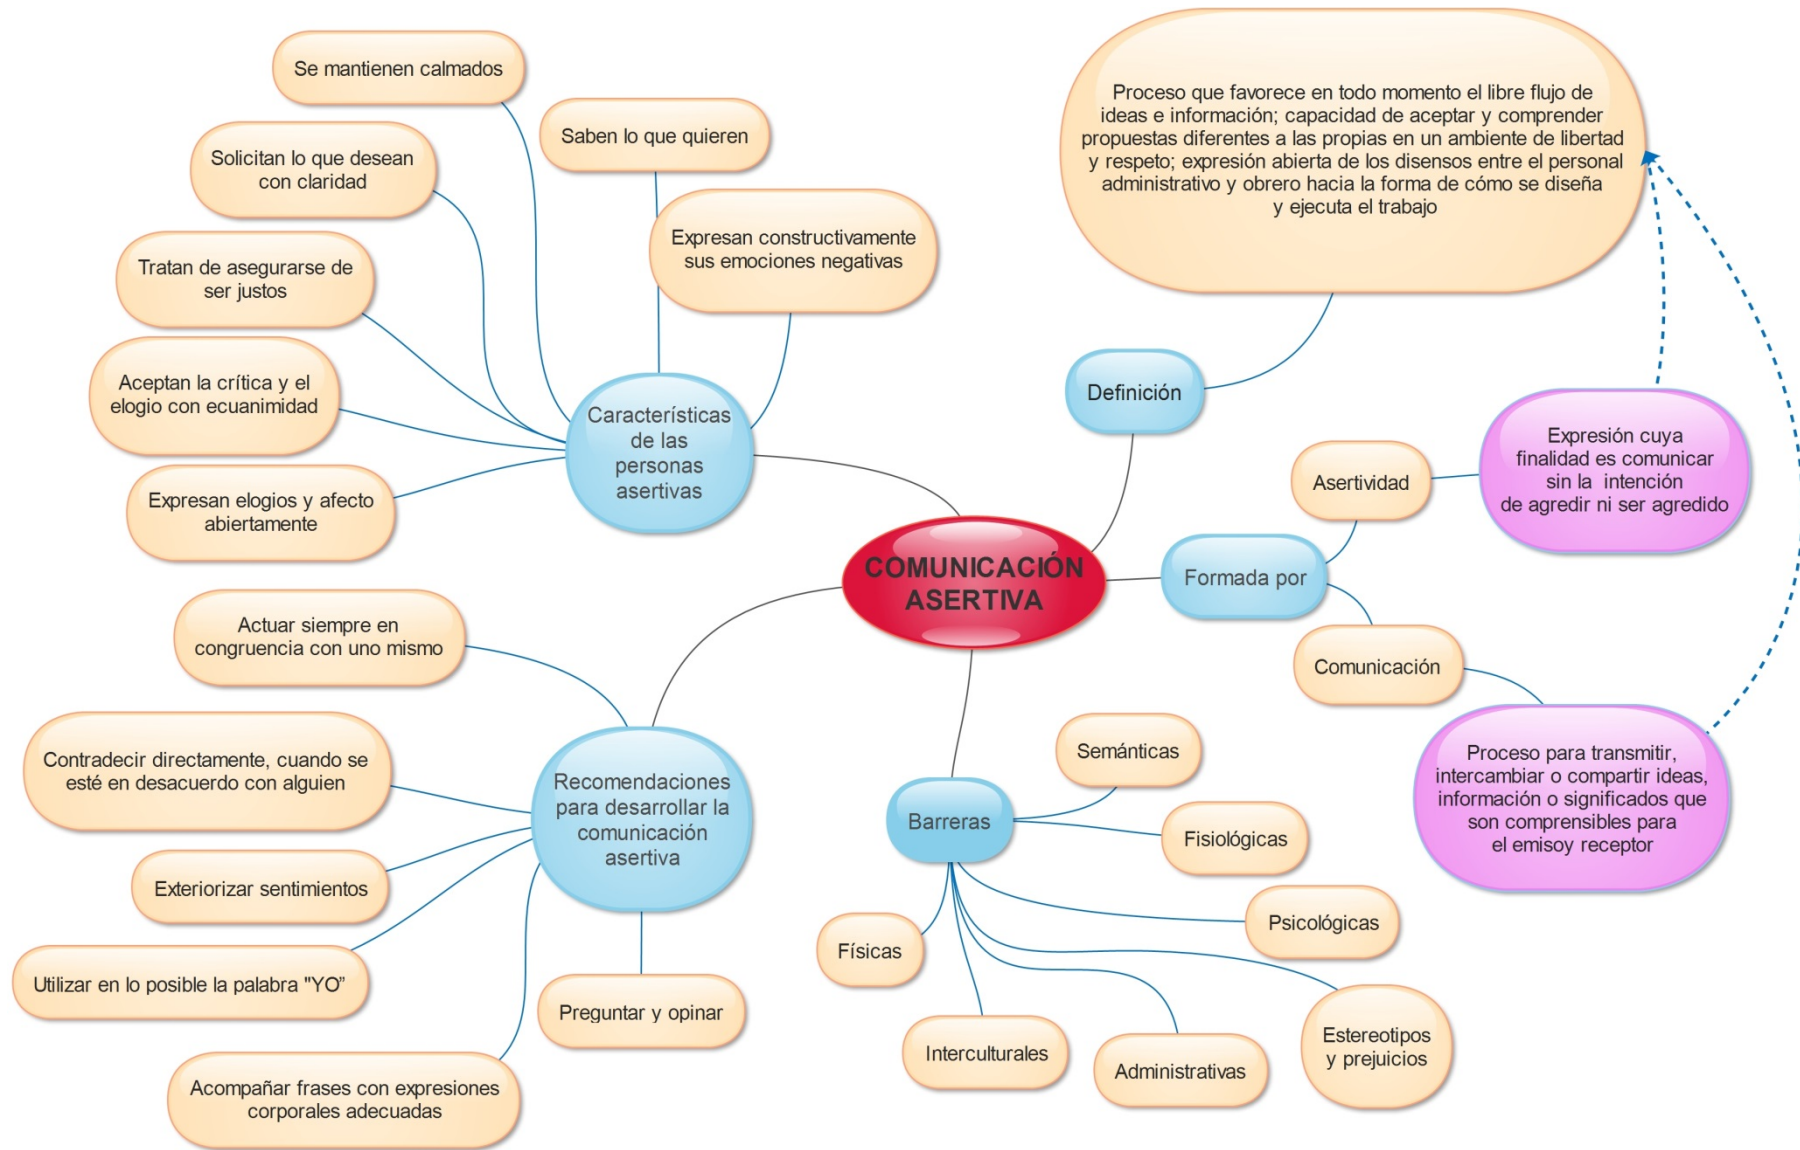 COMUNICACIÓN
ASERTIVA
Definición
Proceso que favorece en todo momento el libre flujo de
ideas e información; capacidad de aceptar y comprender
propuestas diferentes a las propias en un ambiente de libertad
y respeto; expresión abierta de los disensos entre el personal
administrativo y obrero hacia la forma de cómo se diseña
y ejecuta el trabajo
Formada por
Asertividad
Expresión cuya
finalidad es comunicar
sin la intención
de agredir ni ser agredido
Comunicación
Proceso para transmitir,
intercambiar o compartir ideas,
información o significados que
son comprensibles para
el emisoy receptor
Barreras
Semánticas
Fisiológicas
Psicológicas
Estereotipos
y prejuicios
Administrativas
Interculturales
Físicas
Recomendaciones
para desarrollar la
comunicación
asertiva
Actuar siempre en
congruencia con uno mismo
Contradecir directamente, cuando se
esté en desacuerdo con alguien
Exteriorizar sentimientos
Utilizar en lo posible la palabra "YO”
Acompañar frases con expresiones
corporales adecuadas
Preguntar y opinar
Características
de las
personas
asertivas
Se mantienen calmados
Saben lo que quieren
Solicitan lo que desean
con claridad
Expresan constructivamente
sus emociones negativas
Tratan de asegurarse de
ser justos
Aceptan la crítica y el
elogio con ecuanimidad
Expresan elogios y afecto
abiertamente